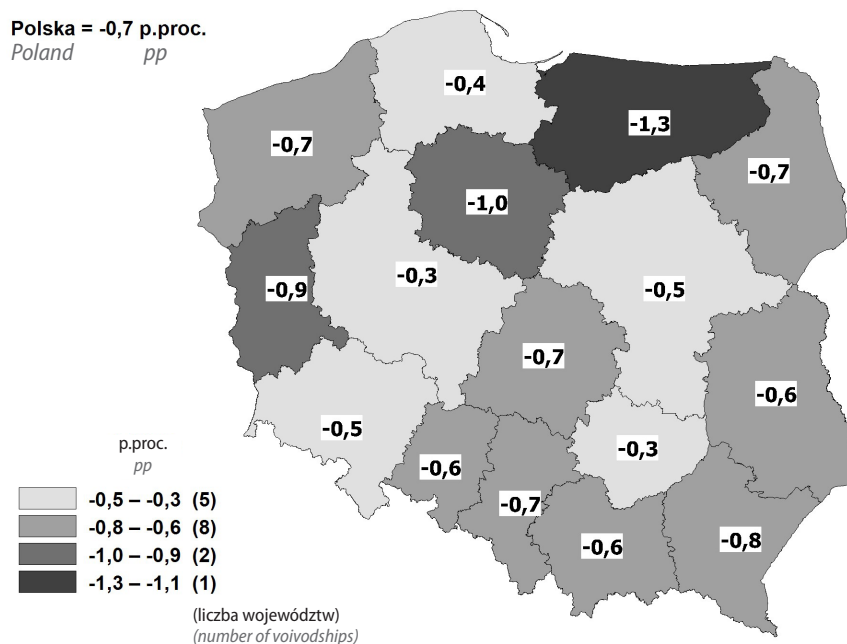 Polska = -0,7 p.proc.
Poland pp
-0,4
-1,3
-0,7
-0,7
-1,0
-0,3
-0,9
-0,5
-0,7
-0,6
-0,5
-0,3
-0,6
-0,7
-0,6
-0,8
p.proc.
pp
-0,5 – -0,3 (5)
-0,8 – -0,6 (8)
-1,0 – -0,9 (2)
-1,3 – -1,1 (1)
(liczba województw)
(number of voivodships)